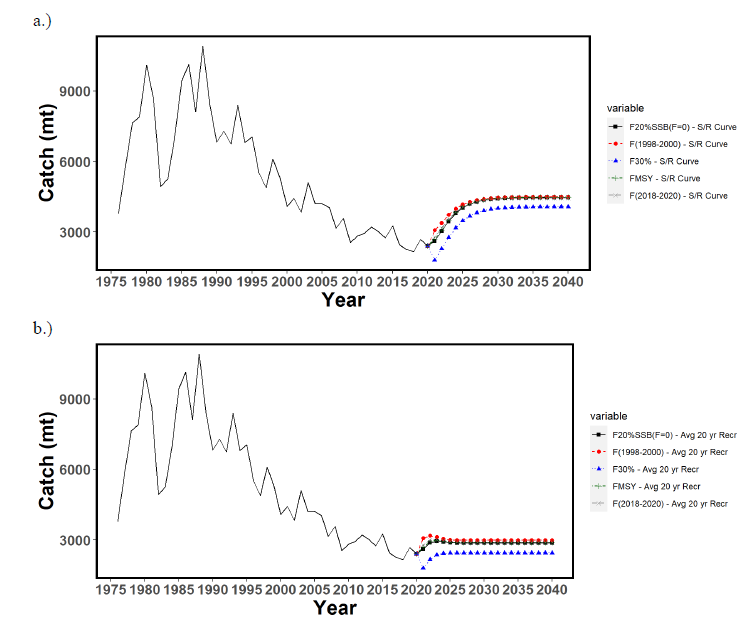 a.)
Catch (mt)
9000
6000
3000
1975 1980 1985 1990 1995 2000 2005 2010 2015 2020 2025 2030 2035 2040
Year
variable
F20%SSB(F=0) - S/R Curve
F(1998-2000) - S/R Curve
F30% - S/R Curve
FMSY - S/R Curve
F(2018-2020) - S/R Curve
b.)
Catch (mt)
9000
6000
3000
1975 1980 1985 1990 1995 2000 2005 2010 2015 2020 2025 2030 2035 2040
Year
variable
F20%SSB(F=0) - Avg 20 yr Recr
F(1998-2000) - Avg 20 yr Recr
F30% - Avg 20 yr Recr
FMSY - Avg 20 yr Recr
F(2018-2020) - Avg 20 yr Recr